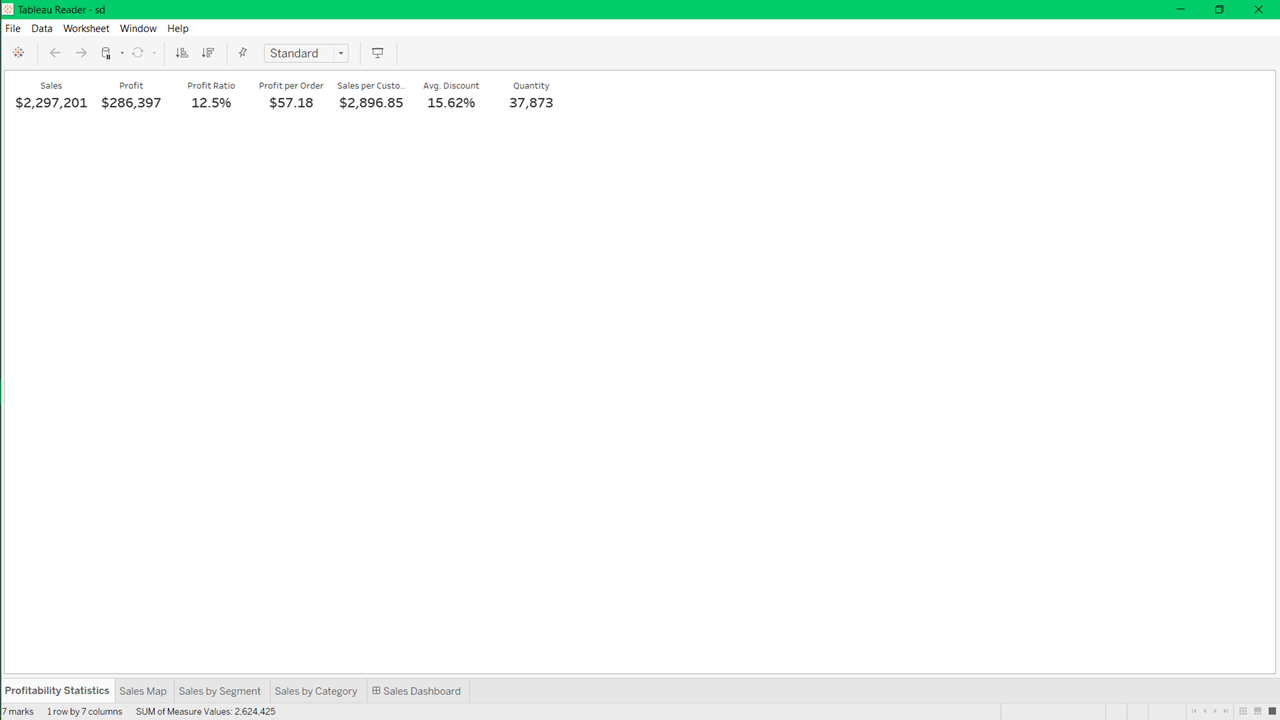 Tableau Reader - sd
File Data Worksheet Window Help
Standard
Sales Profit Profit Ratio Profit per Order Sales per Custo.. Avg. Discount Quantity
$2,297,201 $286,397 12.5% $57.18 $2,896.85 15.62% 37,873
Profitability Statistics Sales Map Sales by Segment Sales by Category Sales Dashboard
7 marks 1 row by 7 columns SUM of Measure Values: 2,624,425